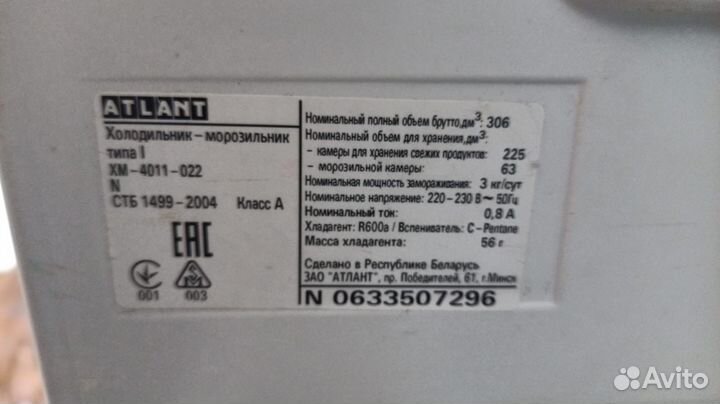 ATLANT
Холодильник – морозильник
типа I
ХМ-4011-022
N
СТБ 1499-2004 Класс А
EAC
001 003
Номинальный полный объем брутто,дм³: 306
Номинальный объем для хранения,дм³:
– камеры для хранения свежих продуктов: 225
– морозильной камеры: 63
Номинальная мощность замораживания: 3 кг/сут
Номинальное напряжение: 220-230 В ~ 50Гц
Номинальный ток: 0,8 А
Хладагент: R600a / Вспениватель: C-Pentane
Масса хладагента: 56 г
Сделано в Республике Беларусь
ЗАО "АТЛАНТ", пр. Победителей, 61, г.Минск
N 0633507296
Avito